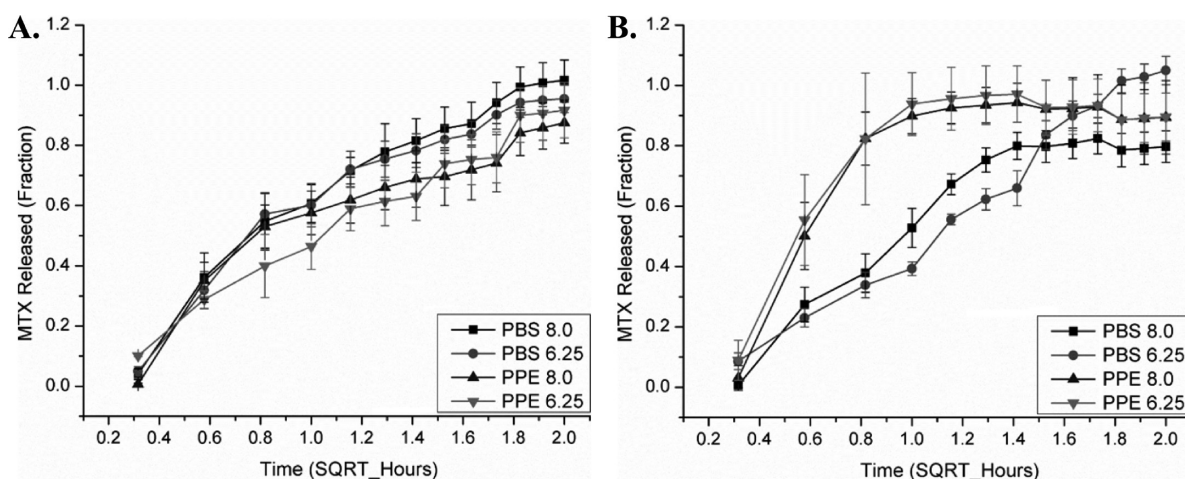 A.
MTX Released (Fraction)
1.2
1.0
0.8
0.6
0.4
0.2
0.0
PBS 8.0
PBS 6.25
PPE 8.0
PPE 6.25
0.2 0.4 0.6 0.8 1.0 1.2 1.4 1.6 1.8 2.0
Time (SQRT_Hours)
B.
MTX Released (Fraction)
1.2
1.0
0.8
0.6
0.4
0.2
0.0
PBS 8.0
PBS 6.25
PPE 8.0
PPE 6.25
0.2 0.4 0.6 0.8 1.0 1.2 1.4 1.6 1.8 2.0
Time (SQRT_Hours)